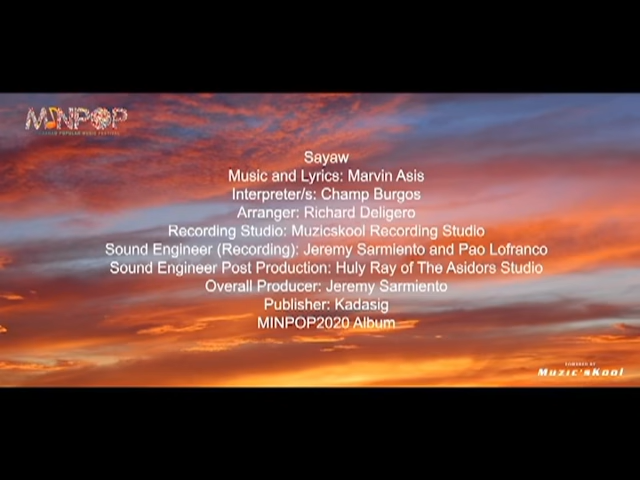 MINPOP
Sayaw
Music and Lyrics: Marvin Asis
Interpreter/s: Champ Burgos
Arranger: Richard Deligero
Recording Studio: Muzicskool Recording Studio
Sound Engineer (Recording): Jeremy Sarmiento and Pao Lofranco
Sound Engineer Post Production: Huly Ray of The Asidors Studio
Overall Producer: Jeremy Sarmiento
Publisher: Kadasig
MINPOP2020 Album
POWERED BY
Muzic'sKool